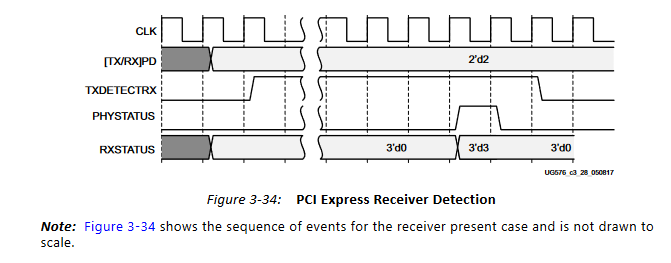 CLK
[TX/RX]PD
2'd2
TXDETECTRX
PHYSTATUS
RXSTATUS
3'd0
3'd3
3'd0
UG576_c3_28_050817
Figure 3-34: PCI Express Receiver Detection
Note: Figure 3-34 shows the sequence of events for the receiver present case and is not drawn to
scale.